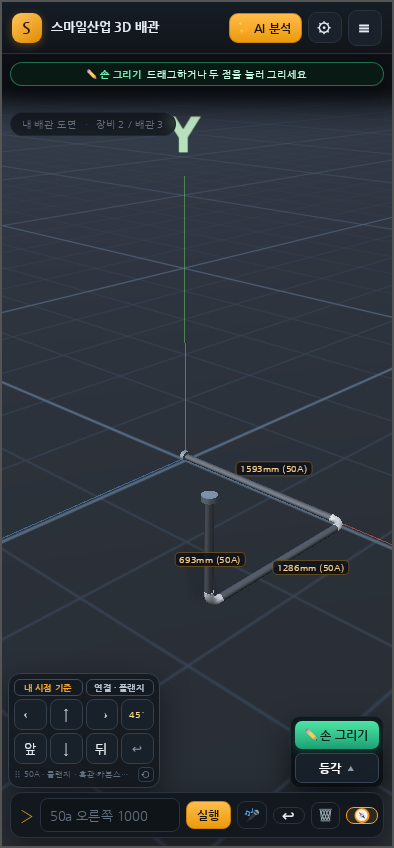 S 스마일산업 3D 배관 AI 분석
손 그리기 드래그하거나 두 점을 눌러 그리세요
내 배관 도면 · 장비 2 / 배관 3
Y
1593mm (50A)
693mm (50A)
1286mm (50A)
내 시점 기준 연결·플랜지
← ↑ → 45°
앞 ↓ 뒤 ↩
50A · 플랜지 · 흑관·카본스…
손 그리기
등각 ▲
50a 오른쪽 1000 실행